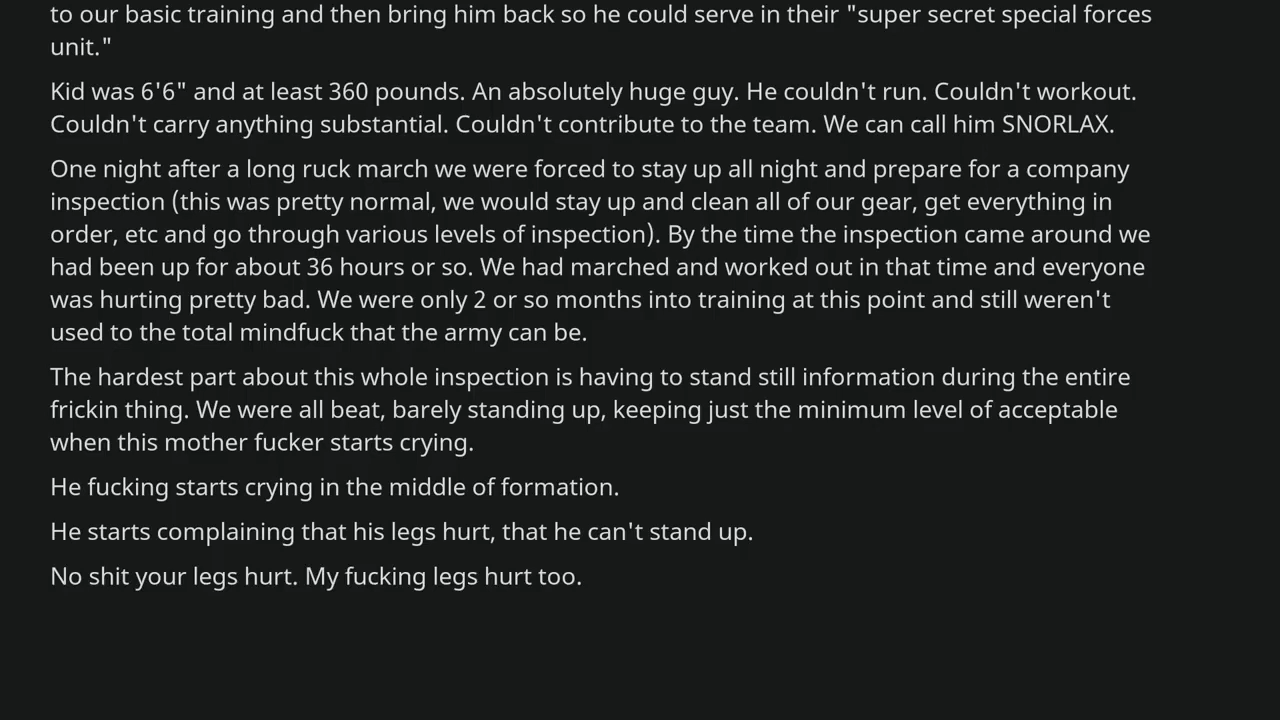 to our basic training and then bring him back so he could serve in their "super secret special forces
unit."
Kid was 6'6" and at least 360 pounds. An absolutely huge guy. He couldn't run. Couldn't workout.
Couldn't carry anything substantial. Couldn't contribute to the team. We can call him SNORLAX.
One night after a long ruck march we were forced to stay up all night and prepare for a company
inspection (this was pretty normal, we would stay up and clean all of our gear, get everything in
order, etc and go through various levels of inspection). By the time the inspection came around we
had been up for about 36 hours or so. We had marched and worked out in that time and everyone
was hurting pretty bad. We were only 2 or so months into training at this point and still weren't
used to the total mindfuck that the army can be.
The hardest part about this whole inspection is having to stand still information during the entire
frickin thing. We were all beat, barely standing up, keeping just the minimum level of acceptable
when this mother fucker starts crying.
He fucking starts crying in the middle of formation.
He starts complaining that his legs hurt, that he can't stand up.
No shit your legs hurt. My fucking legs hurt too.